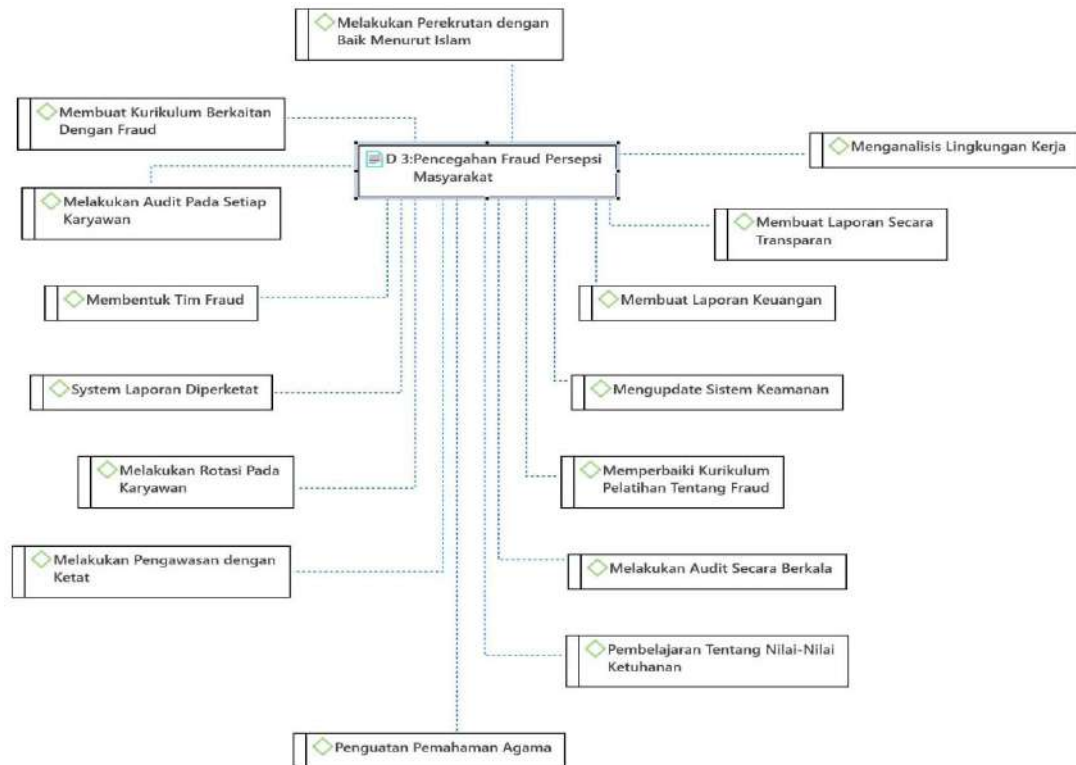 Melakukan Perekrutan dengan
Baik Menurut Islam
Membuat Kurikulum Berkaitan
Dengan Fraud
D 3:Pencegahan Fraud Persepsi
Masyarakat
Menganalisis Lingkungan Kerja
Melakukan Audit Pada Setiap
Karyawan
Membuat Laporan Secara
Transparan
Membentuk Tim Fraud
Membuat Laporan Keuangan
System Laporan Diperketat
Mengupdate Sistem Keamanan
Melakukan Rotasi Pada
Karyawan
Memperbaiki Kurikulum
Pelatihan Tentang Fraud
Melakukan Pengawasan dengan
Ketat
Melakukan Audit Secara Berkala
Pembelajaran Tentang Nilai-Nilai
Ketuhanan
Penguatan Pemahaman Agama